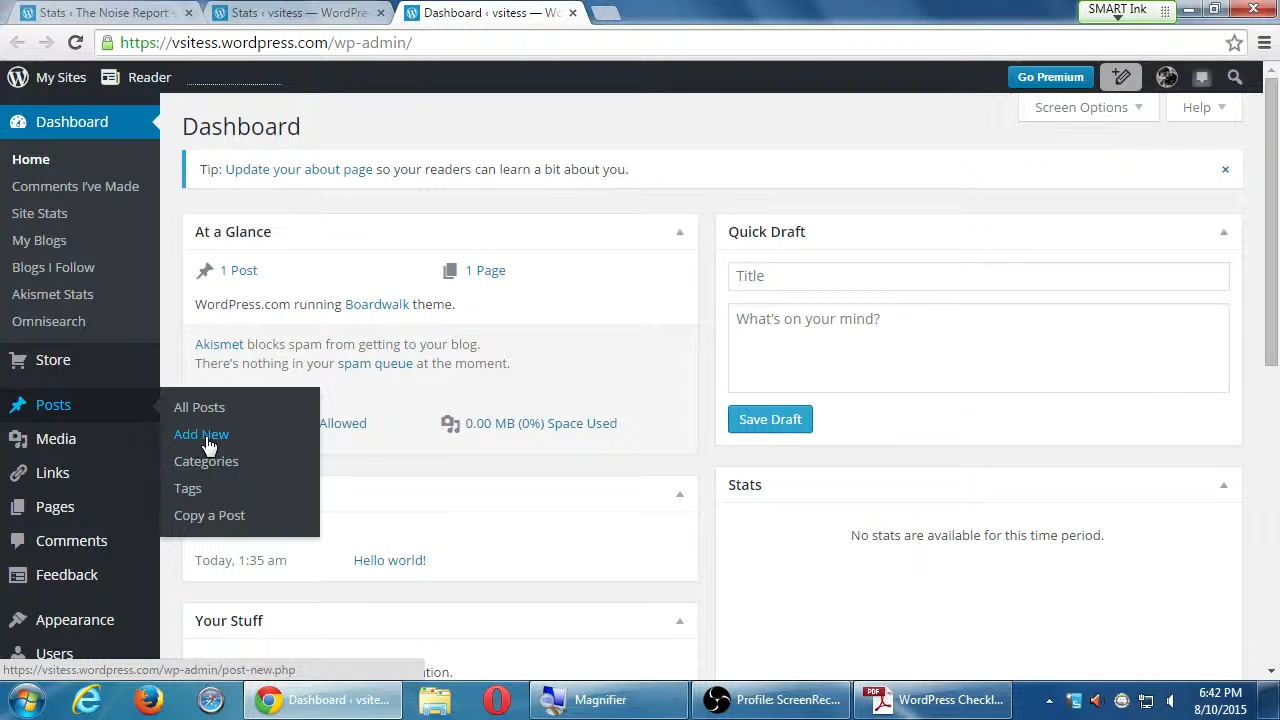 Stats ‹ The Noise Report –
Stats ‹ vsitess — WordPre
Dashboard ‹ vsitess — Wo
SMART Ink
https://vsitess.wordpress.com/wp-admin/
My Sites
Reader
Go Premium
Dashboard
Home
Comments I've Made
Site Stats
My Blogs
Blogs I Follow
Akismet Stats
Omnisearch
Store
Posts
Media
Links
Pages
Comments
Feedback
Appearance
Users
All Posts
Add New
Categories
Tags
Copy a Post
Screen Options
Help
Dashboard
Tip: Update your about page so your readers can learn a bit about you.
At a Glance
1 Post
1 Page
WordPress.com running Boardwalk theme.
Akismet blocks spam from getting to your blog.
There's nothing in your spam queue at the moment.
Allowed
0.00 MB (0%) Space Used
Today, 1:35 am
Hello world!
Your Stuff
Quick Draft
Title
What's on your mind?
Save Draft
Stats
No stats are available for this time period.
https://vsitess.wordpress.com/wp-admin/post-new.php
Dashboard ‹ vsite...
Magnifier
Profile: ScreenRec...
PDF
WordPress Checkl...
6:42 PM
8/10/2015